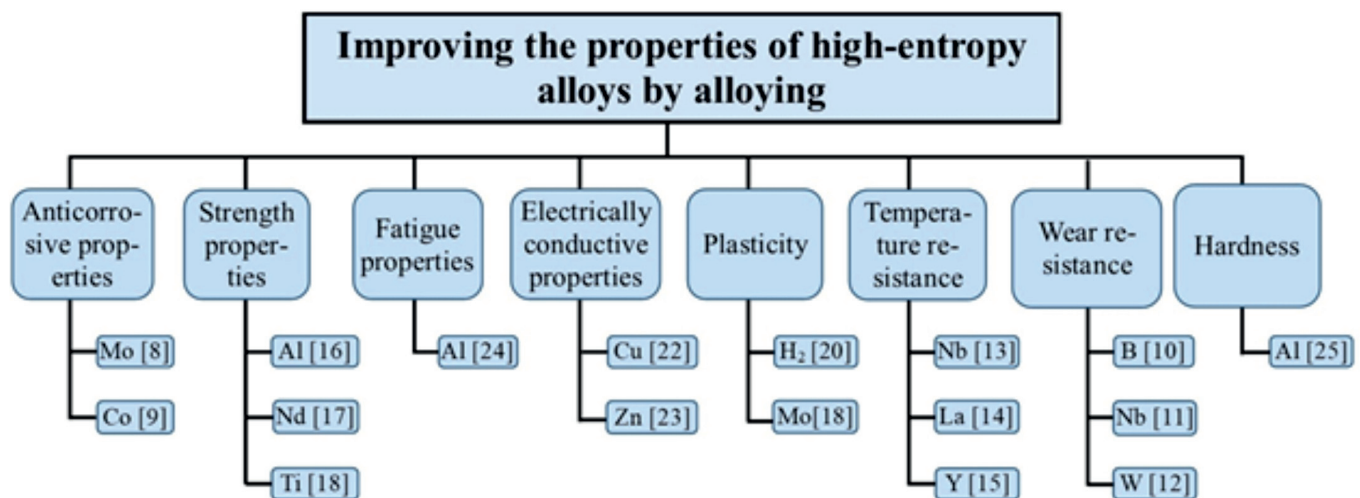 Improving the properties of high-entropy
alloys by alloying
Anticorro-
sive prop-
erties
Mo [8]
Co [9]
Strength
proper-
ties
Al [16]
Nd [17]
Ti [18]
Fatigue
properties
Al [24]
Electrically
conductive
properties
Cu [22]
Zn [23]
Plasticity
H₂ [20]
Mo[18]
Tempera-
ture re-
sistance
Nb [13]
La [14]
Y [15]
Wear re-
sistance
B [10]
Nb [11]
W [12]
Hardness
Al [25]